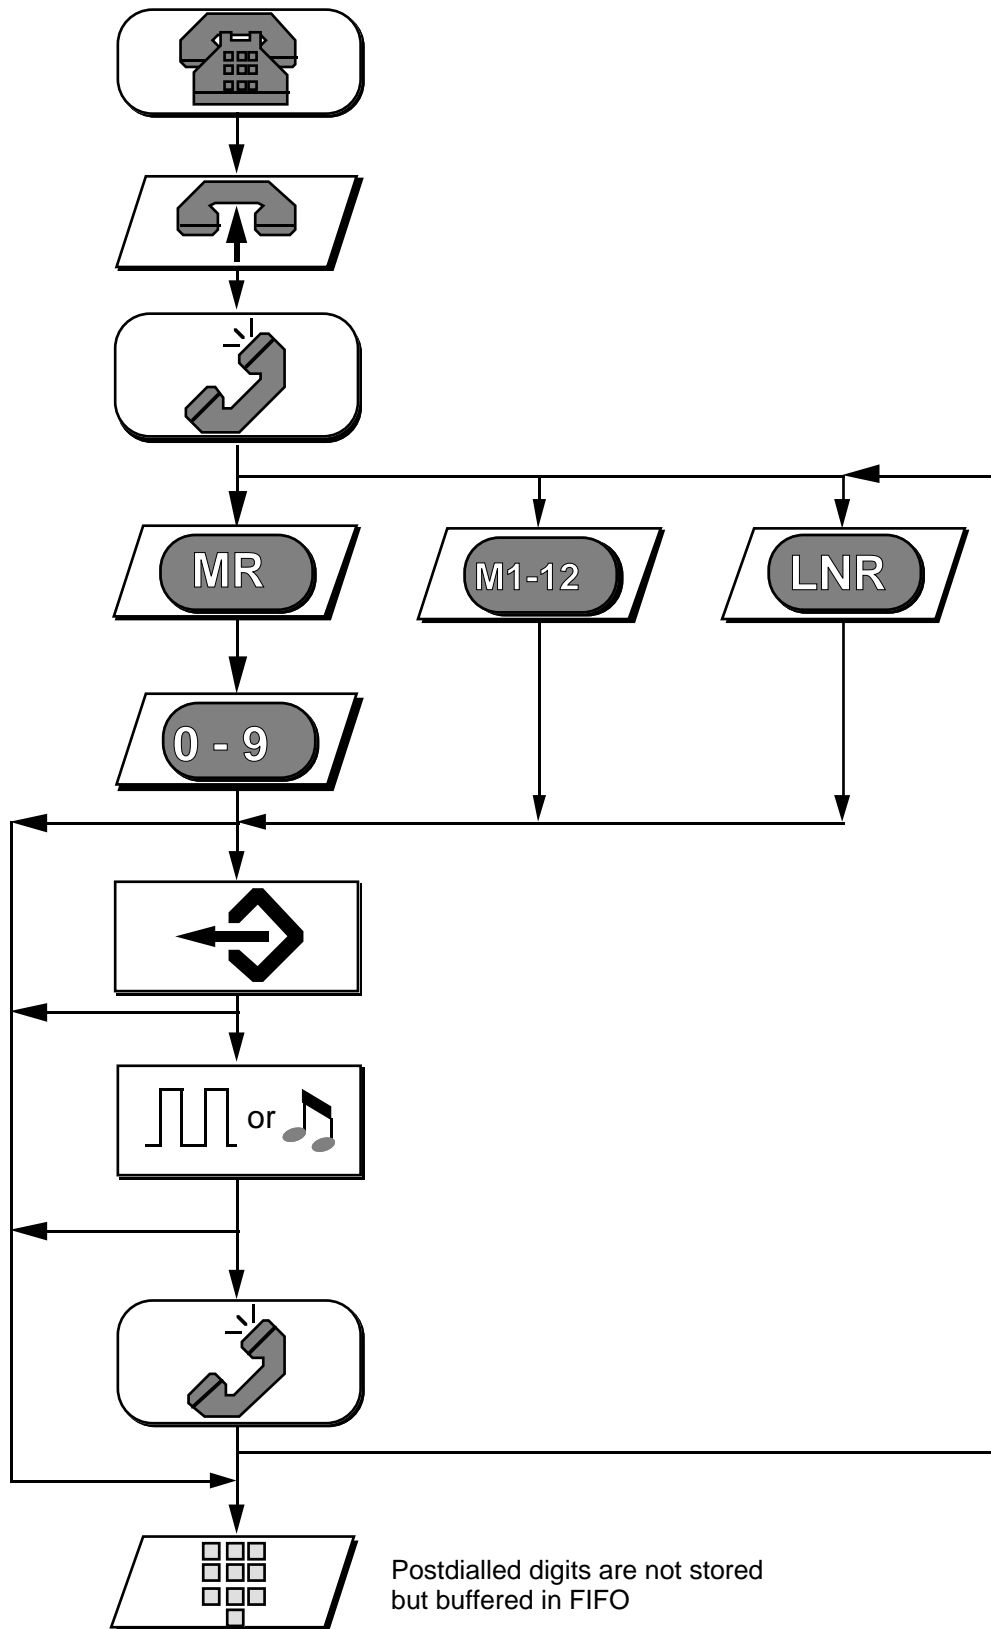 MR
M1-12
LNR
0 - 9
or
Postdialled digits are not stored
but buffered in FIFO